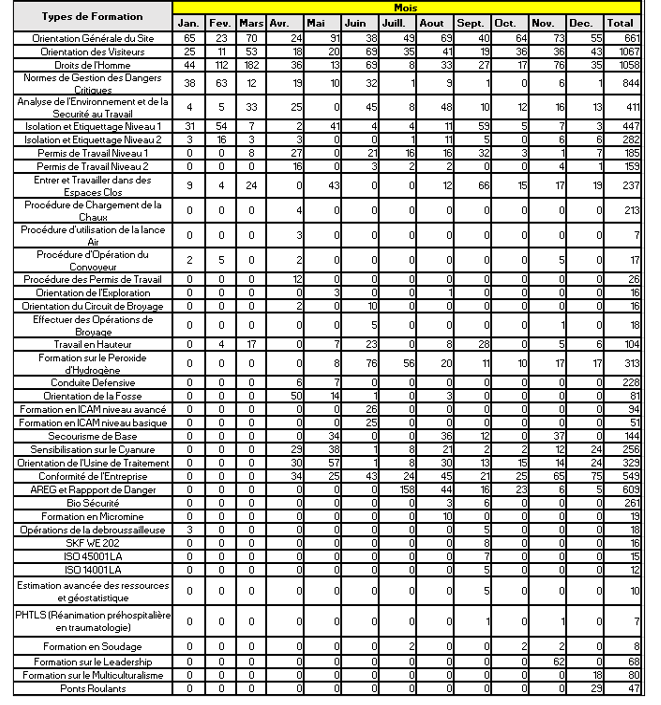 Types de Formation Mois
Jan. Fev. Mars Avr. Mai Juin Juill. Aout Sept. Oct. Nov. Dec. Total
Orientation Générale du Site 65 23 70 24 91 38 49 69 40 64 73 55 661
Orientation des Visiteurs 25 11 53 18 20 69 35 41 19 36 36 43 1067
Droits de l'Homme 44 112 182 36 13 69 8 33 27 17 76 35 1058
Normes de Gestion des Dangers
Critiques 38 63 12 19 10 32 1 9 1 0 6 1 844
Analyse de l'Environnement et de la
Securité au Travail 4 5 33 25 0 45 8 48 10 12 16 13 411
Isolation et Etiquettage Niveau 1 31 54 7 2 41 4 4 11 59 5 7 3 447
Isolation et Etiquettage Niveau 2 3 16 3 3 0 0 1 11 5 0 6 6 282
Permis de Travail Niveau 1 0 0 8 27 0 21 16 16 32 3 1 7 185
Permis de Travail Niveau 2 0 0 0 16 0 3 2 2 0 0 4 1 159
Entrer et Travailler dans des
Espaces Clos 9 4 24 0 43 0 0 12 66 15 17 19 237
Procédure de Chargement de la
Chaux 0 0 0 4 0 0 0 0 0 0 0 0 213
Procédure d'utilisation de la lance
Air 0 0 0 3 0 0 0 0 0 0 0 0 7
Procédure d'Opération du
Convoyeur 2 5 0 2 0 0 0 0 0 0 5 0 17
Procédure des Permis de Travail 0 0 0 12 0 0 0 0 0 0 0 0 26
Orientation de l'Exploration 0 0 0 0 3 0 0 1 0 0 0 0 16
Orientation du Circuit de Broyage 0 0 0 2 0 10 0 0 0 0 0 0 16
Effectuer des Opérations de
Broyage 0 0 0 0 0 5 0 0 0 0 1 0 18
Travail en Hauteur 0 4 17 0 7 23 0 8 28 0 5 6 104
Formation sur le Peroxide
d'Hydrogène 0 0 0 0 8 76 56 20 11 10 17 17 313
Conduite Defensive 0 0 0 6 7 0 0 0 0 0 0 0 228
Orientation de la Fosse 0 0 0 50 14 1 0 3 0 0 0 0 81
Formation en ICAM niveau avancé 0 0 0 0 0 26 0 0 0 0 0 0 94
Formation en ICAM niveau basique 0 0 0 0 0 25 0 0 0 0 0 0 51
Secourisme de Base 0 0 0 0 34 0 0 36 12 0 37 0 144
Sensibilisation sur le Cyanure 0 0 0 29 38 1 8 21 2 2 12 24 256
Orientation de l'Usine de Traitement 0 0 0 30 57 1 8 30 13 15 14 24 329
Conformité de l'Entreprise 0 0 0 34 25 43 24 45 21 25 65 75 549
AREG et Rappport de Danger 0 0 0 0 0 0 158 44 16 23 6 5 609
Bio Sécurité 0 0 0 0 0 0 0 3 6 0 0 0 261
Formation en Micromine 0 0 0 0 0 0 0 10 0 0 0 0 19
Opérations de la debroussailleuse 3 0 0 0 0 0 0 0 5 0 0 0 18
SKF WE 202 0 0 0 0 0 0 0 0 8 0 0 0 16
ISO 45001 LA 0 0 0 0 0 0 0 0 7 0 0 0 15
ISO 14001 LA 0 0 0 0 0 0 0 0 5 0 0 0 12
Estimation avancée des ressources
et géostatistique 0 0 0 0 0 0 0 0 5 0 0 0 10
PHTLS (Réanimation préhospitalière
en traumatologie) 0 0 0 0 0 0 0 0 1 0 1 0 7
Formation en Soudage 0 0 0 0 0 0 2 0 0 2 2 0 8
Formation sur le Leadership 0 0 0 0 0 0 0 0 0 0 62 0 68
Formation sur le Multiculturalisme 0 0 0 0 0 0 0 0 0 0 0 18 80
Ponts Roulants 0 0 0 0 0 0 0 0 0 0 0 29 47